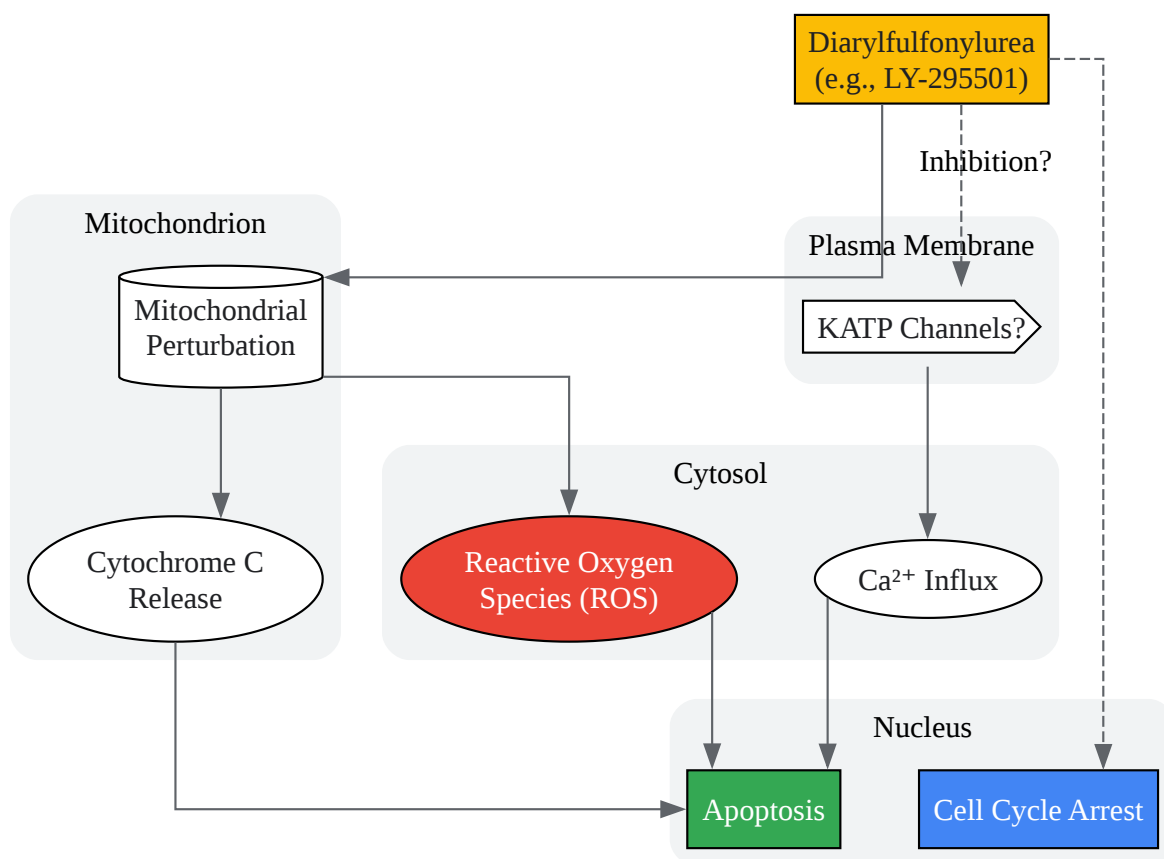 Diarylfulfonylurea
(e.g., LY-295501)
Inhibition?
Mitochondrion
Plasma Membrane
Mitochondrial
Perturbation
KATP Channels?
Cytosol
Cytochrome C
Release
Reactive Oxygen
Species (ROS)
Ca²⁺ Influx
Nucleus
Apoptosis
Cell Cycle Arrest